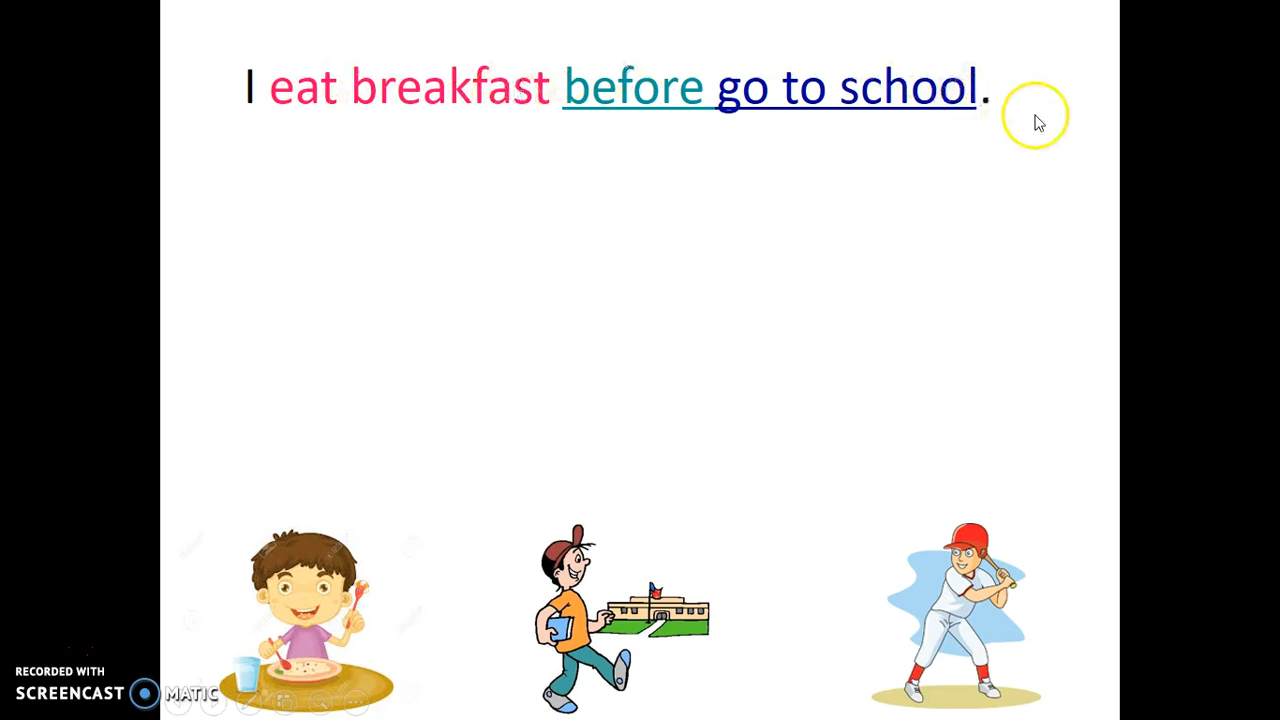 I eat breakfast before go to school.
RECORDED WITH
SCREENCAST MATIC